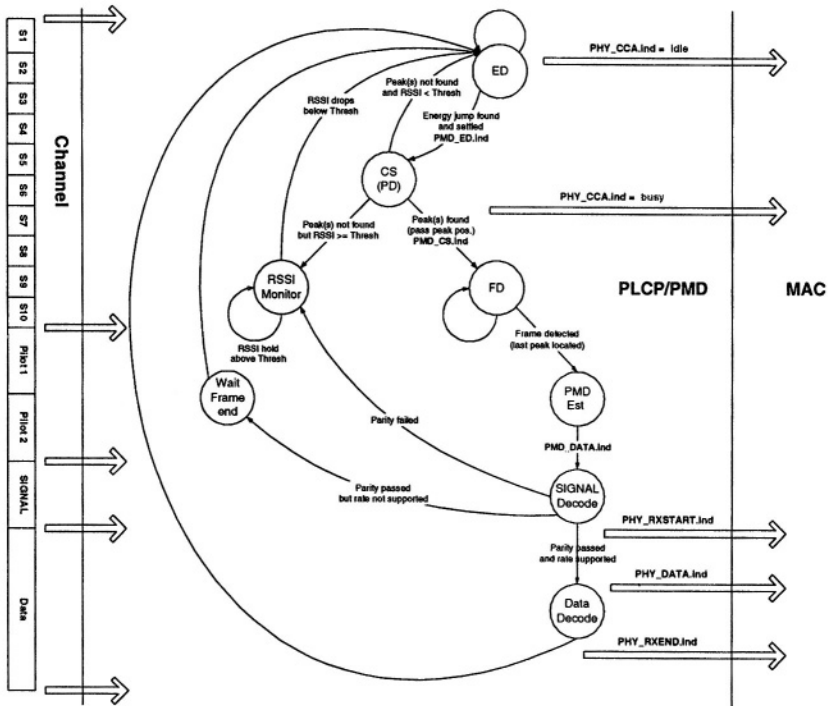 S1
S2
S3
S4
S5
S6
S7
S8
S9
S10
Pilot 1
Pilot 2
SIGNAL
Data
Channel
ED
PHY_CCA.ind = Idle
Peak(s) not found
and RSSI < Thresh
RSSI drops
below Thresh
Energy jump found
and settled
PMD_ED.ind
CS
(PD)
PHY_CCA.ind = busy
Peak(s) not found
but RSSI >= Thresh
Peak(s) found
(pass peak pos.)
PMD_CS.ind
RSSI
Monitor
FD
PLCP/PMD
MAC
RSSI hold
above Thresh
Frame detected
(last peak located)
Wait
Frame
end
PMD
Est
Parity failed
PMD_DATA.ind
Parity passed
but rate not supported
SIGNAL
Decode
PHY_RXSTART.ind
Parity passed
and rate supported
PHY_DATA.ind
Data
Decode
PHY_RXEND.ind